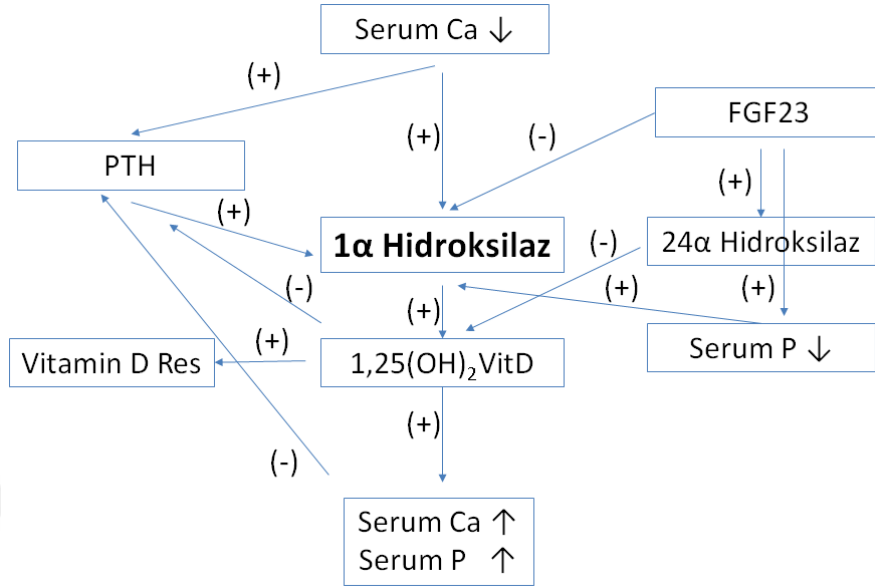 Serum Ca ↓
(+)
FGF23
(+)
(-)
PTH
(+)
(+)
1α Hidroksilaz
(-)
24α Hidroksilaz
(-)
(+)
(+)
(+)
Serum P ↓
(+)
Vitamin D Res
1,25(OH)₂VitD
(+)
(-)
Serum Ca ↑
Serum P ↑